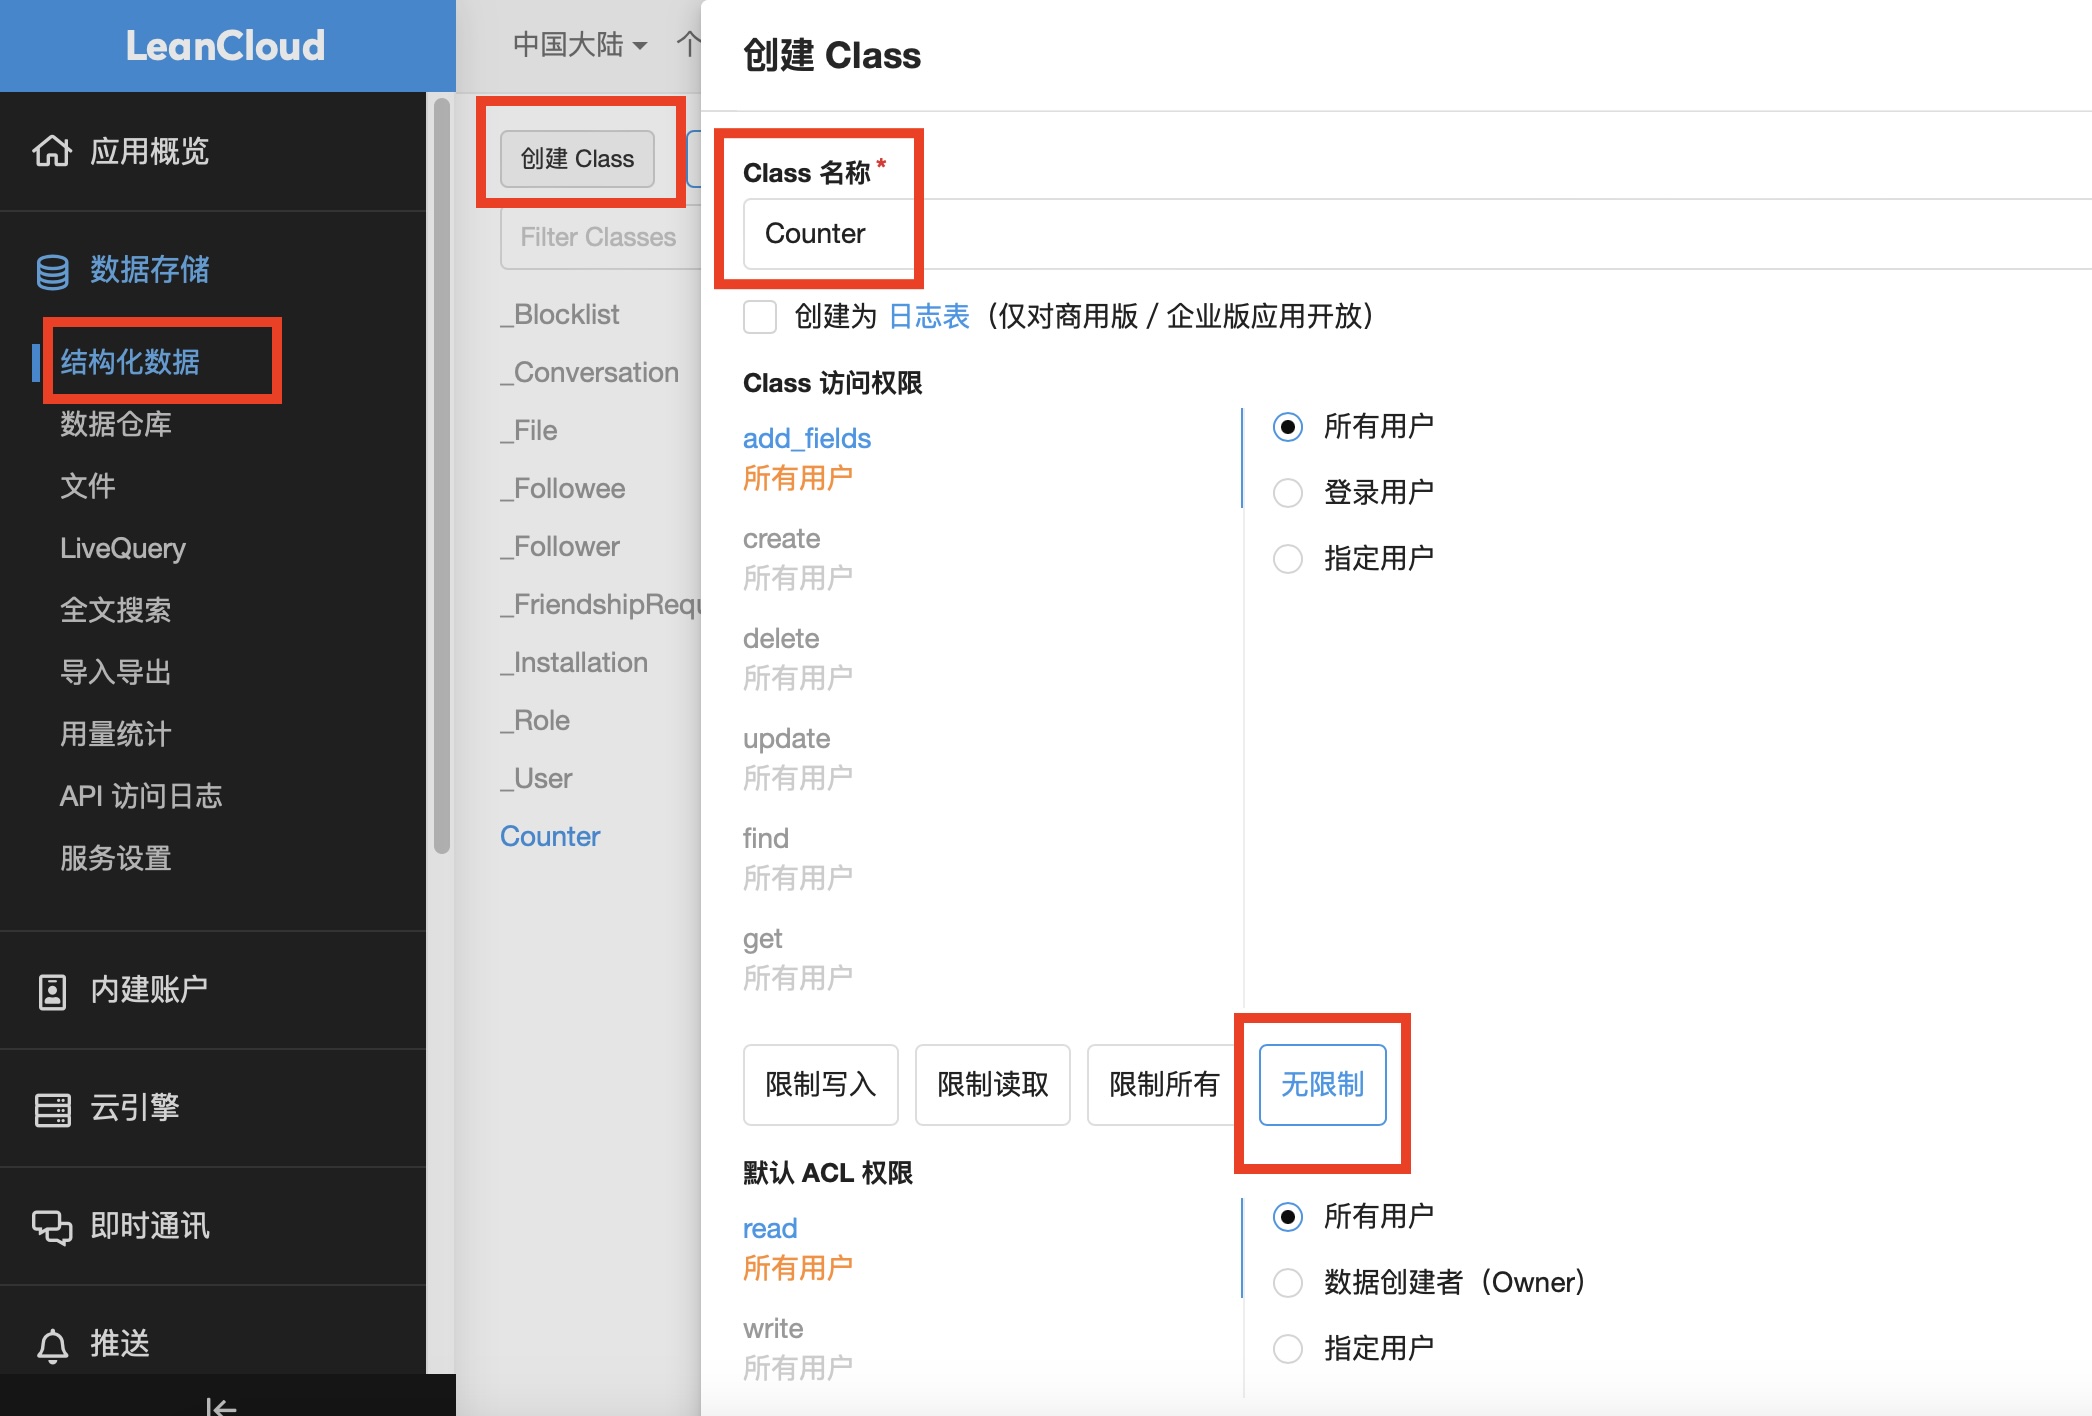 LeanCloud
应用概览
数据存储
结构化数据
数据仓库
文件
LiveQuery
全文搜索
导入导出
用量统计
API 访问日志
服务设置
内建账户
云引擎
即时通讯
推送
中国大陆 个
创建 Class
Filter Classes
_Blocklist
_Conversation
_File
_Followee
_Follower
_FriendshipRequ
_Installation
_Role
_User
Counter
创建 Class
Class 名称 *
Counter
创建为 日志表（仅对商用版 / 企业版应用开放）
Class 访问权限
add_fields
所有用户
create
所有用户
delete
所有用户
update
所有用户
find
所有用户
get
所有用户
所有用户
登录用户
指定用户
限制写入 限制读取 限制所有 无限制
默认 ACL 权限
read
所有用户
write
所有用户
所有用户
数据创建者（Owner）
指定用户